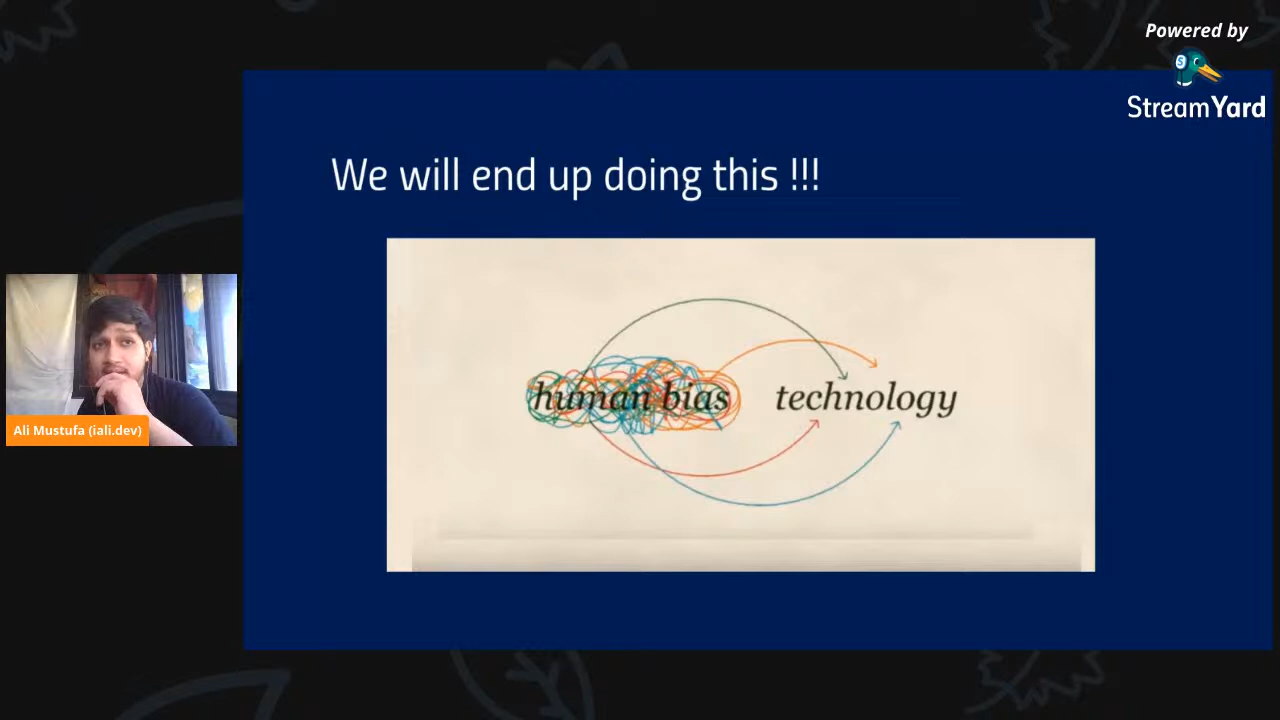 Powered by
StreamYard
We will end up doing this !!!
human bias
technology
Ali Mustufa (iali.dev)